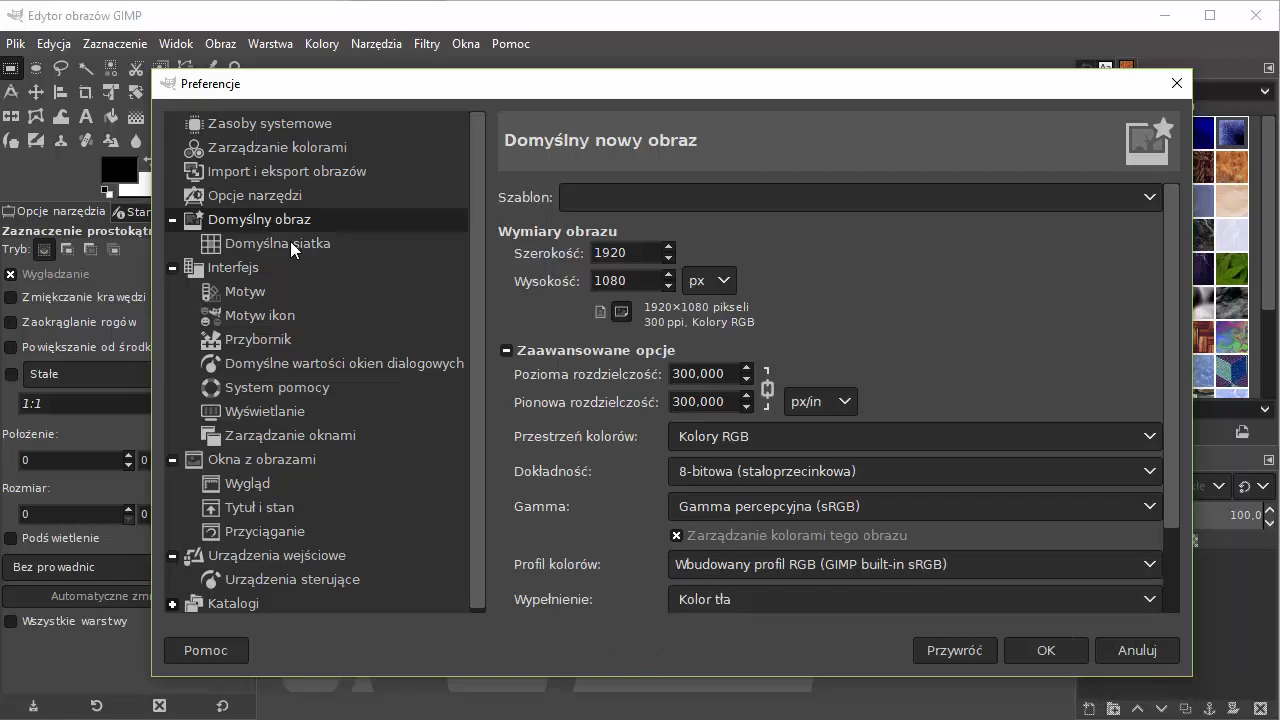 Edytor obrazów GIMP
Plik Edycja Zaznaczenie Widok Obraz Warstwa Kolory Narzędzia Filtry Okna Pomoc
Preferencje
Zasoby systemowe
Zarządzanie kolorami
Import i eksport obrazów
Opcje narzędzi
Domyślny obraz
Domyślna siatka
Interfejs
Motyw
Motyw ikon
Przybornik
Domyślne wartości okien dialogowych
System pomocy
Wyświetlanie
Zarządzanie oknami
Okna z obrazami
Wygląd
Tytuł i stan
Przyciąganie
Urządzenia wejściowe
Urządzenia sterujące
Katalogi
Domyślny nowy obraz
Szablon:
Wymiary obrazu
Szerokość: 1920
Wysokość: 1080 px
1920×1080 pikseli
300 ppi, Kolory RGB
Zaawansowane opcje
Pozioma rozdzielczość: 300,000
Pionowa rozdzielczość: 300,000 px/in
Przestrzeń kolorów: Kolory RGB
Dokładność: 8-bitowa (stałoprzecinkowa)
Gamma: Gamma percepcyjna (sRGB)
Zarządzanie kolorami tego obrazu
Profil kolorów: Wbudowany profil RGB (GIMP built-in sRGB)
Wypełnienie: Kolor tła
Pomoc Przywróć OK Anuluj
Opcje narzędzia
Zaznaczenie prostokątn
Tryb:
Wygładzanie
Zmiękczanie krawędzi
Zaokrąglanie rogów
Powiększanie od środk
Stałe
1:1
Położenie:
0 0
Rozmiar:
0 0
Podświetlenie
Bez prowadnic
Automatyczne zmn
Wszystkie warstwy
100,0